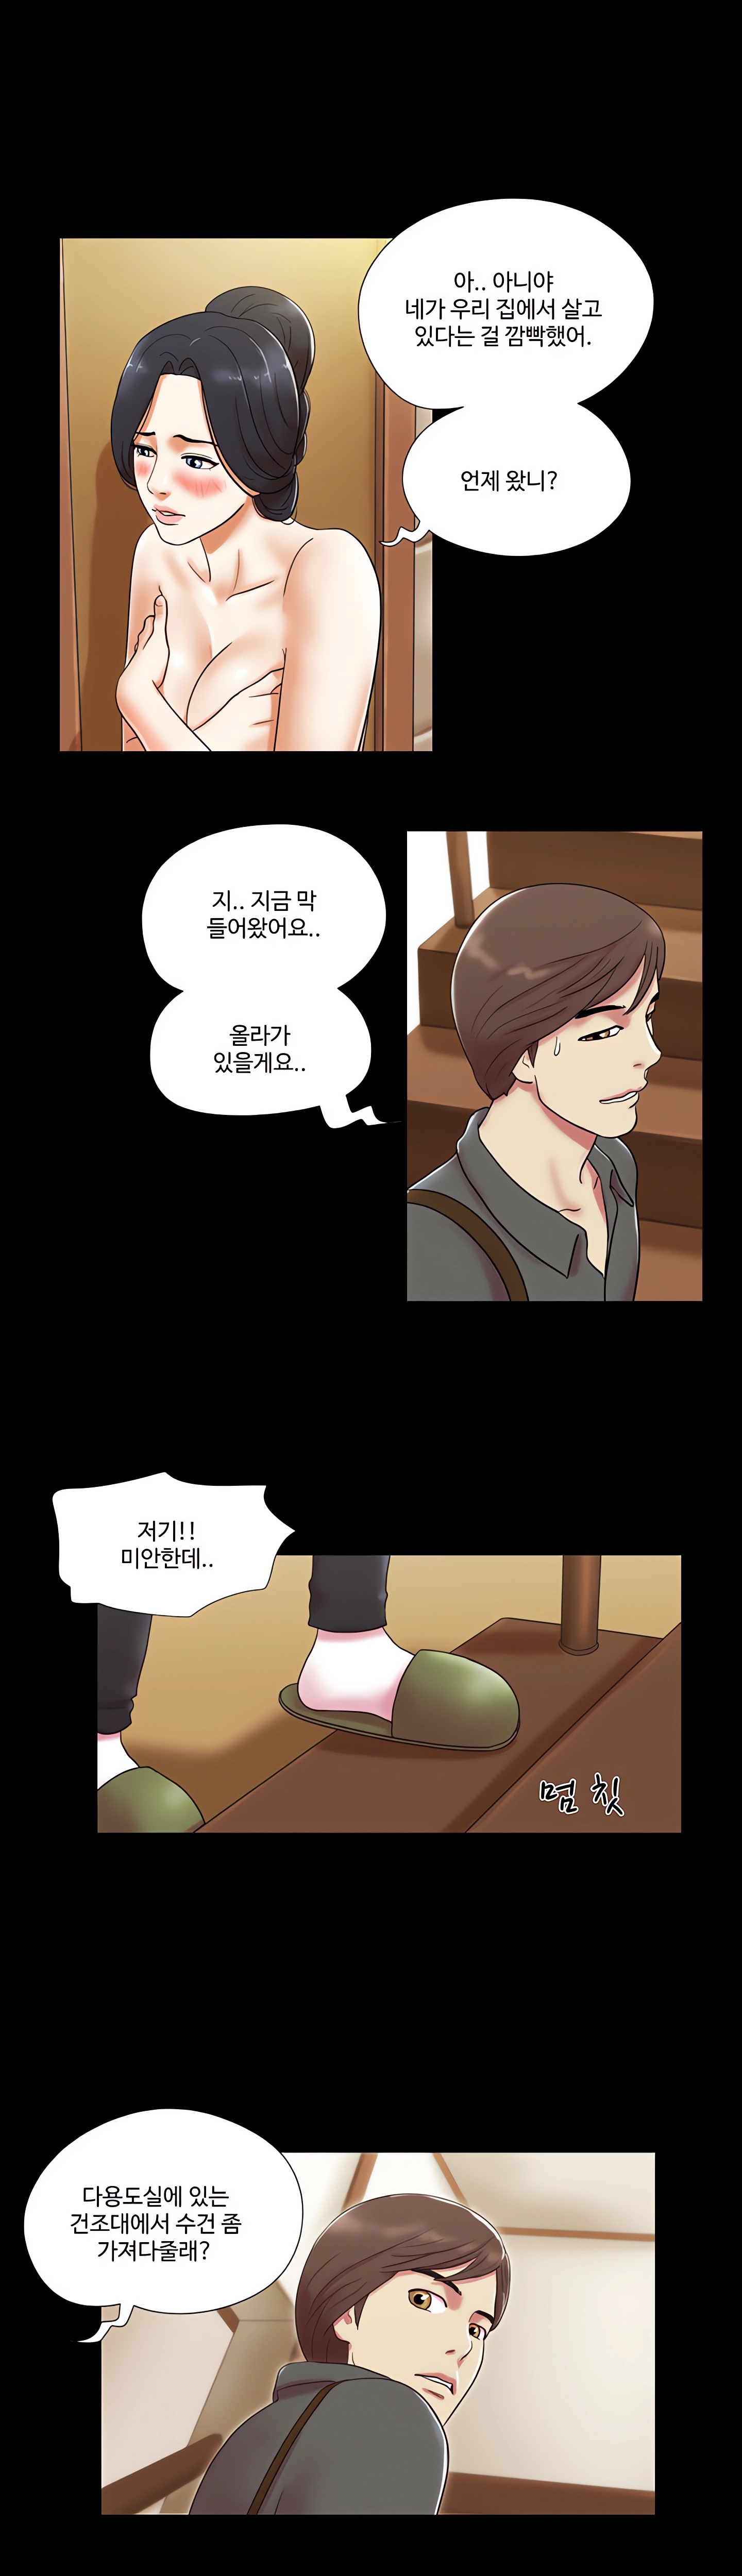 아.. 아니야
네가 우리 집에서 살고
있다는 걸 깜빡했어.
언제 왔니?
지.. 지금 막
들어왔어요..
올라가
있을게요..
저기!!
미안한데..
멈칫
다용도실에 있는
건조대에서 수건 좀
가져다줄래?